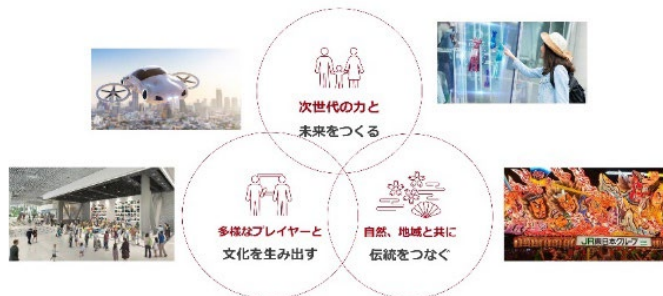 次世代の力と
未来をつくる
多様なプレイヤーと
文化を生み出す
自然、地域と共に
伝統をつなぐ
JR東日本グループ